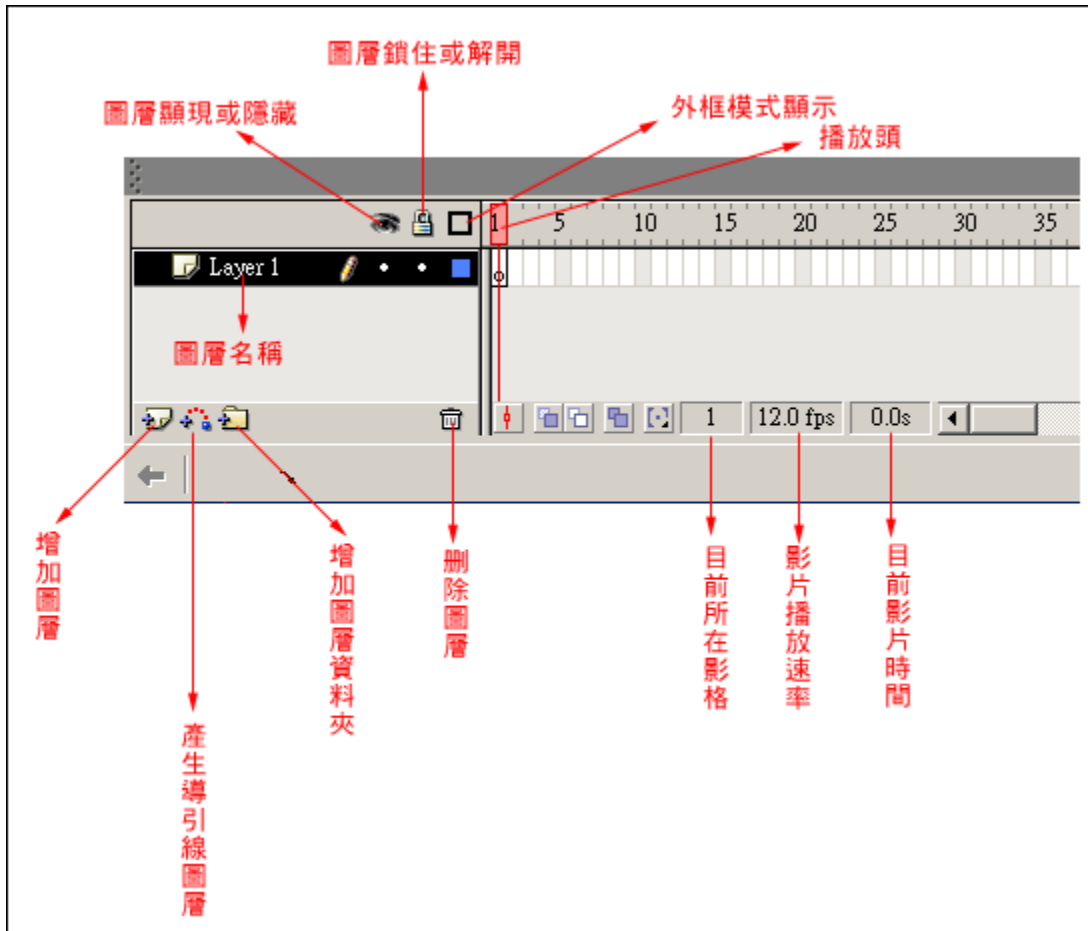 圖層鎖住或解開
圖層顯現或隱藏
外框模式顯示
播放頭
1 5 10 15 20 25 30 35
Layer 1
圖層名稱
1 12.0 fps 0.0s
增加圖層
產生導引線圖層
增加圖層資料夾
刪除圖層
目前所在影格
影片播放速率
目前影片時間